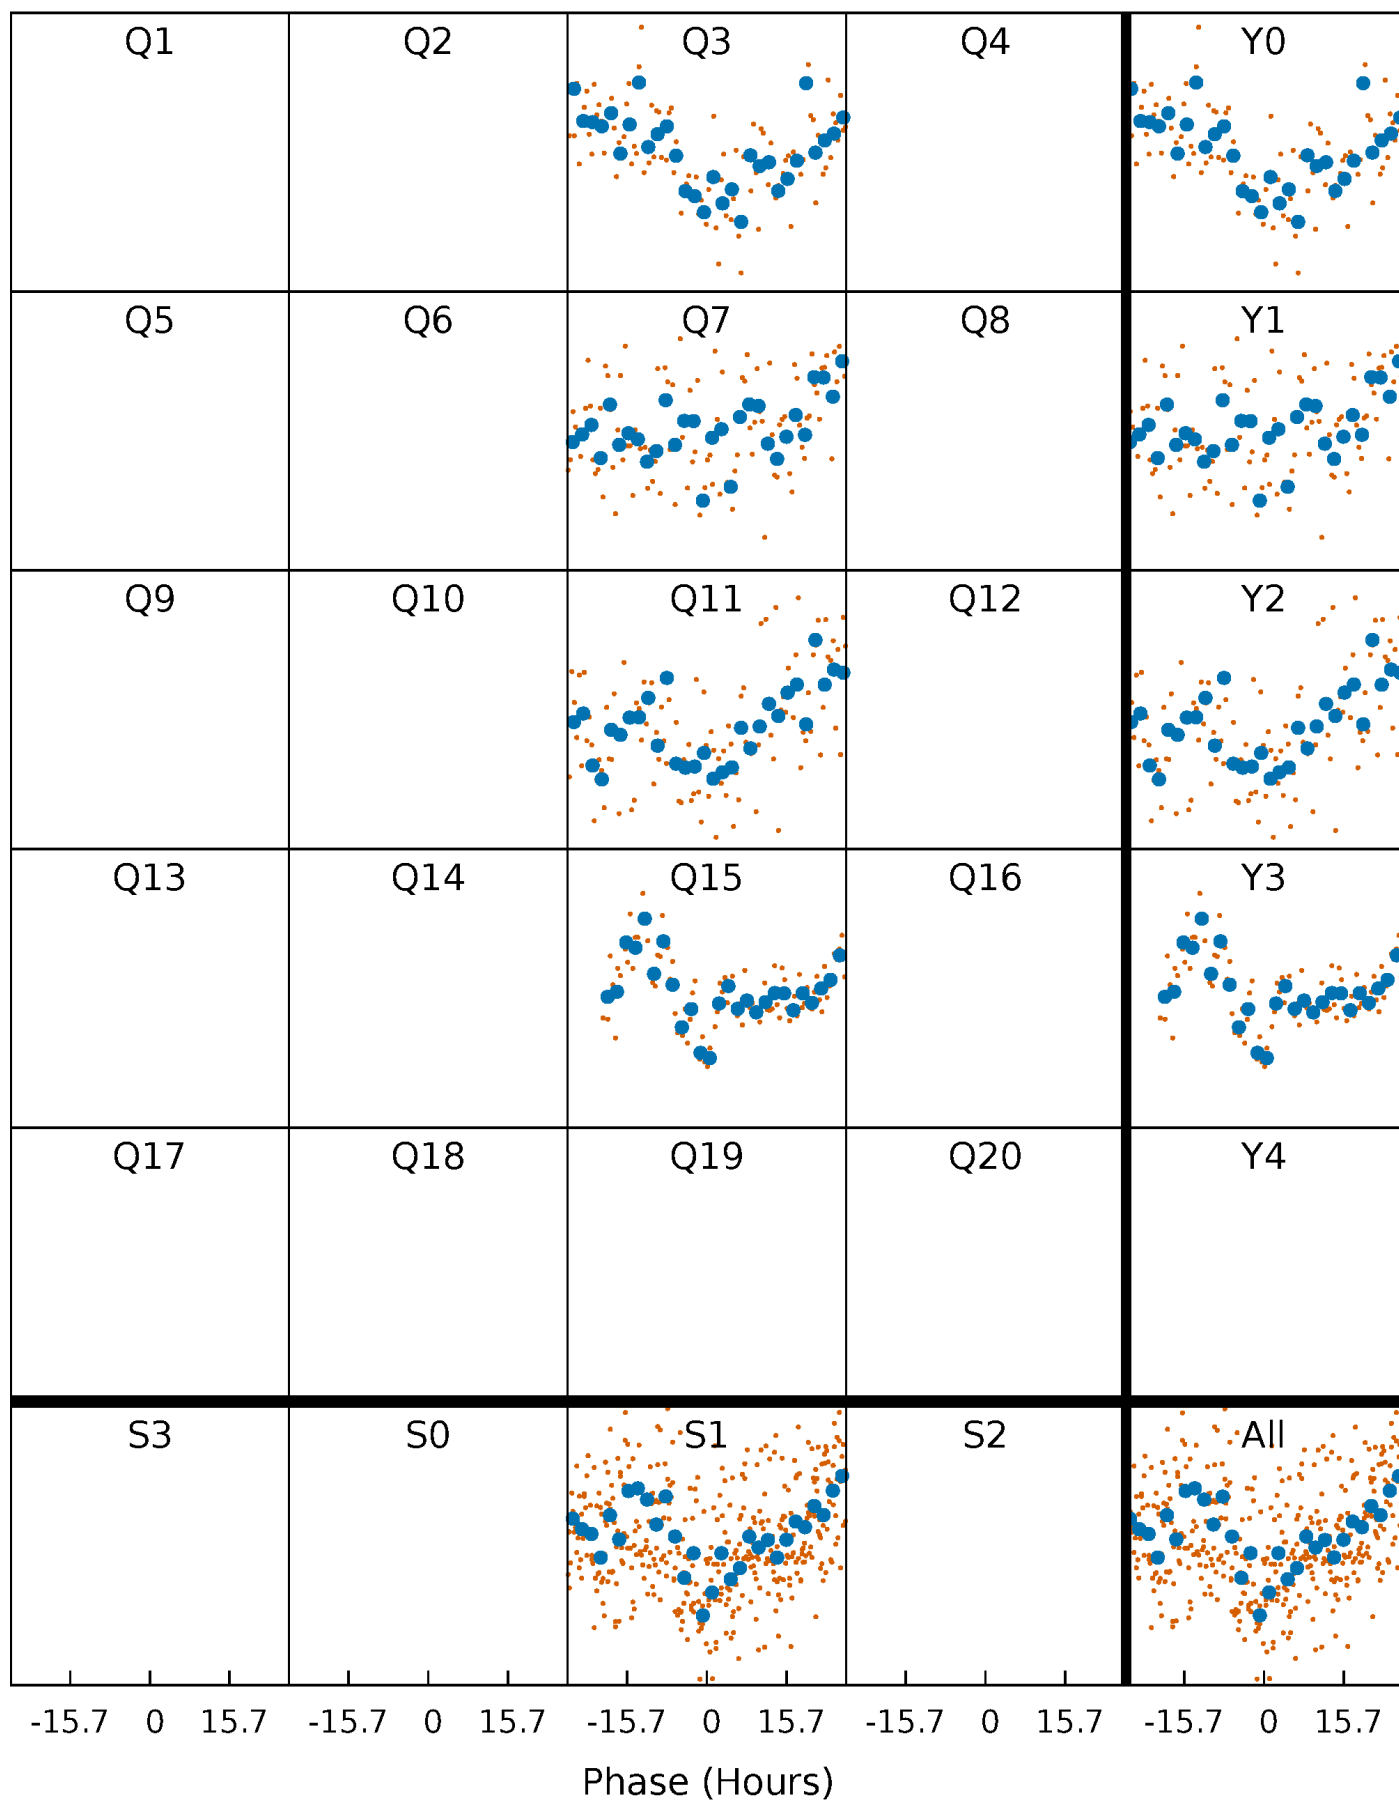 Q1 Q2 Q3 Q4 Y0
Q5 Q6 Q7 Q8 Y1
Q9 Q10 Q11 Q12 Y2
Q13 Q14 Q15 Q16 Y3
Q17 Q18 Q19 Q20 Y4
S3 S0 S1 S2 All
-15.7 0 15.7 -15.7 0 15.7 -15.7 0 15.7 -15.7 0 15.7 -15.7 0 15.7
Phase (Hours)